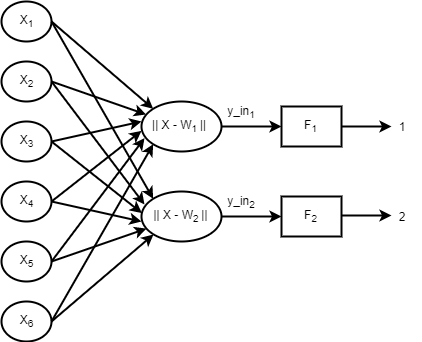 X₁
X₂
X₃
X₄
X₅
X₆
|| X - W₁ ||
y_in₁
F₁
1
|| X - W₂ ||
y_in₂
F₂
2